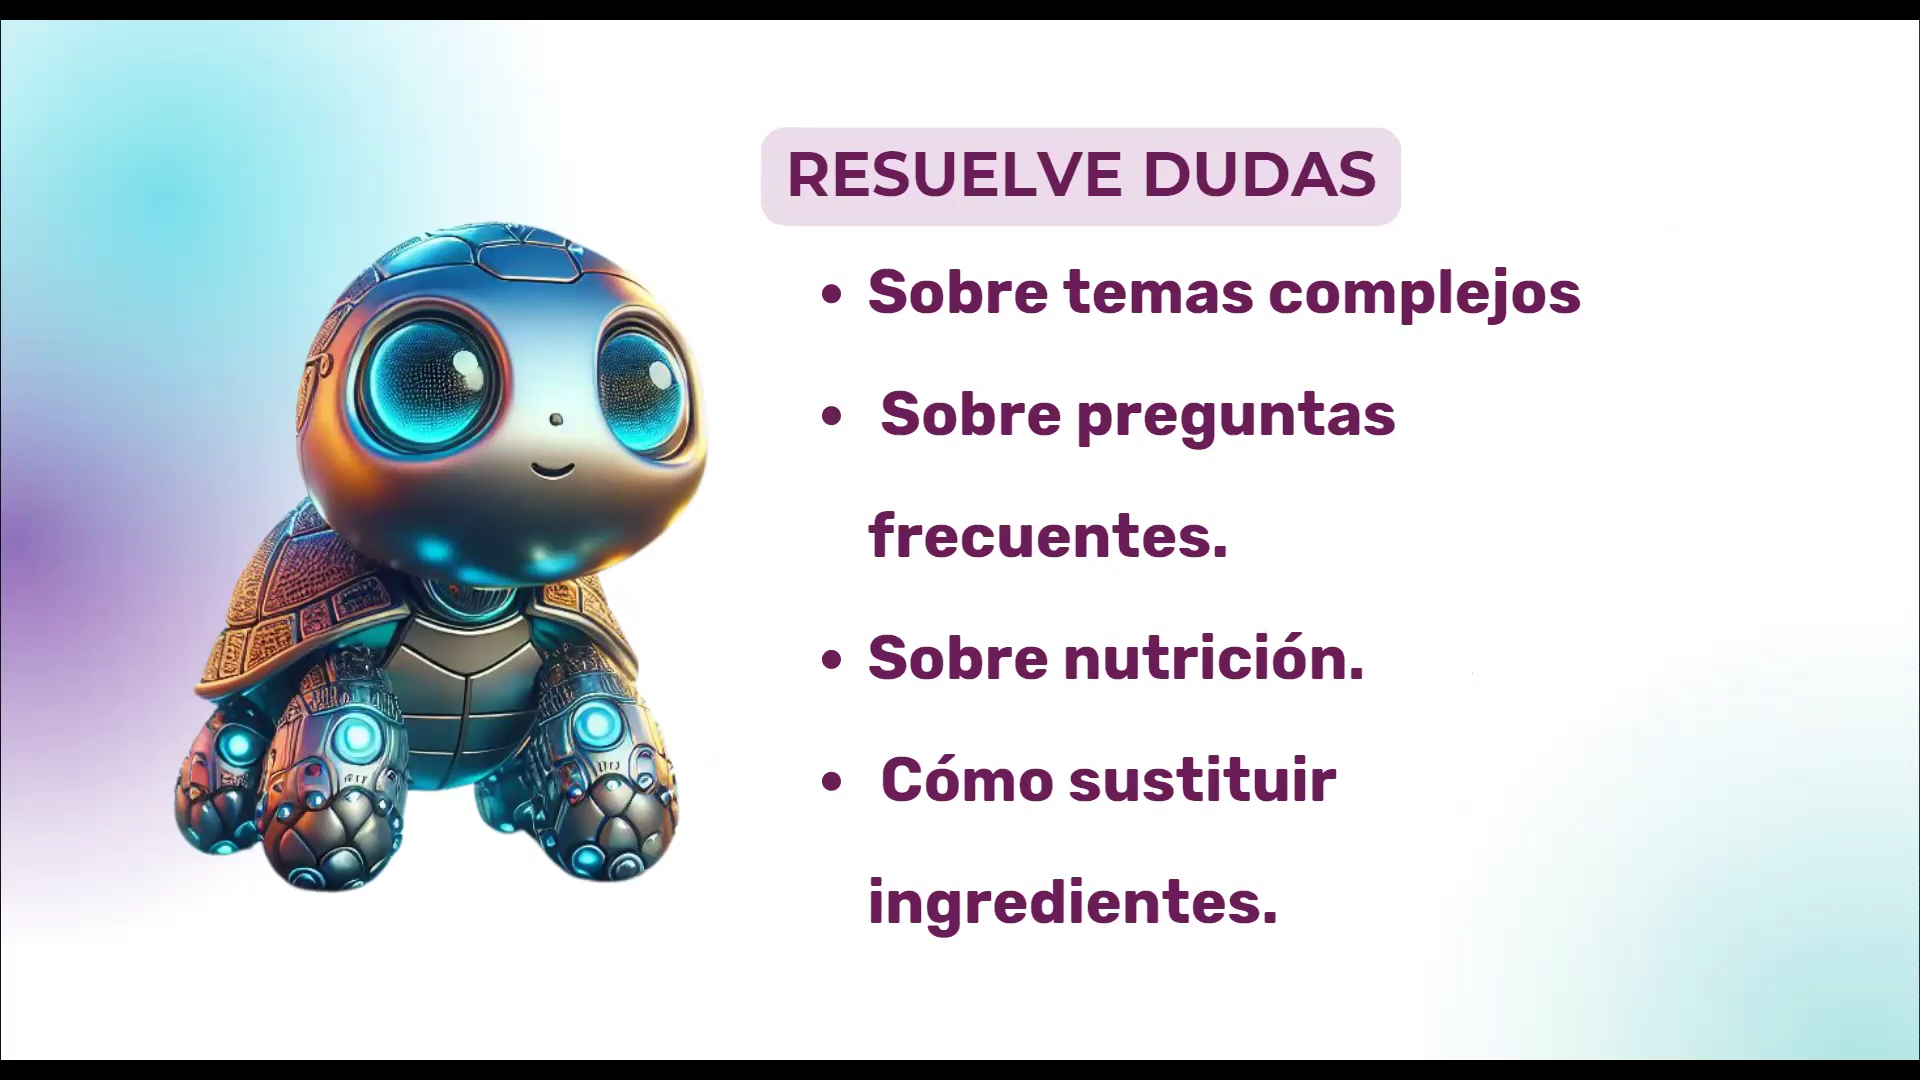 RESUELVE DUDAS
• Sobre temas complejos
• Sobre preguntas
frecuentes.
• Sobre nutrición.
• Cómo sustituir
ingredientes.